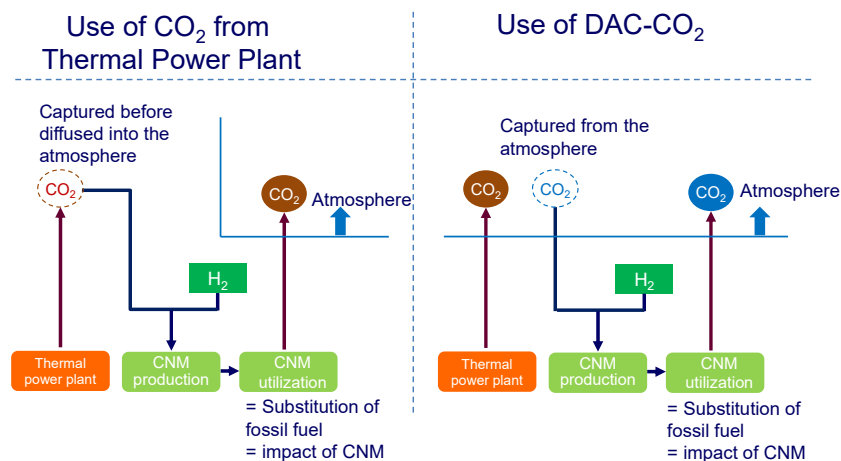 Use of CO₂ from
Thermal Power Plant
Captured before
diffused into the
atmosphere
CO₂
CO₂
Atmosphere
H₂
Thermal
power plant
CNM
production
CNM
utilization
= Substitution of
fossil fuel
= impact of CNM
Use of DAC-CO₂
Captured from the
atmosphere
CO₂
CO₂
CO₂
Atmosphere
H₂
Thermal
power plant
CNM
production
CNM
utilization
= Substitution of
fossil fuel
= impact of CNM